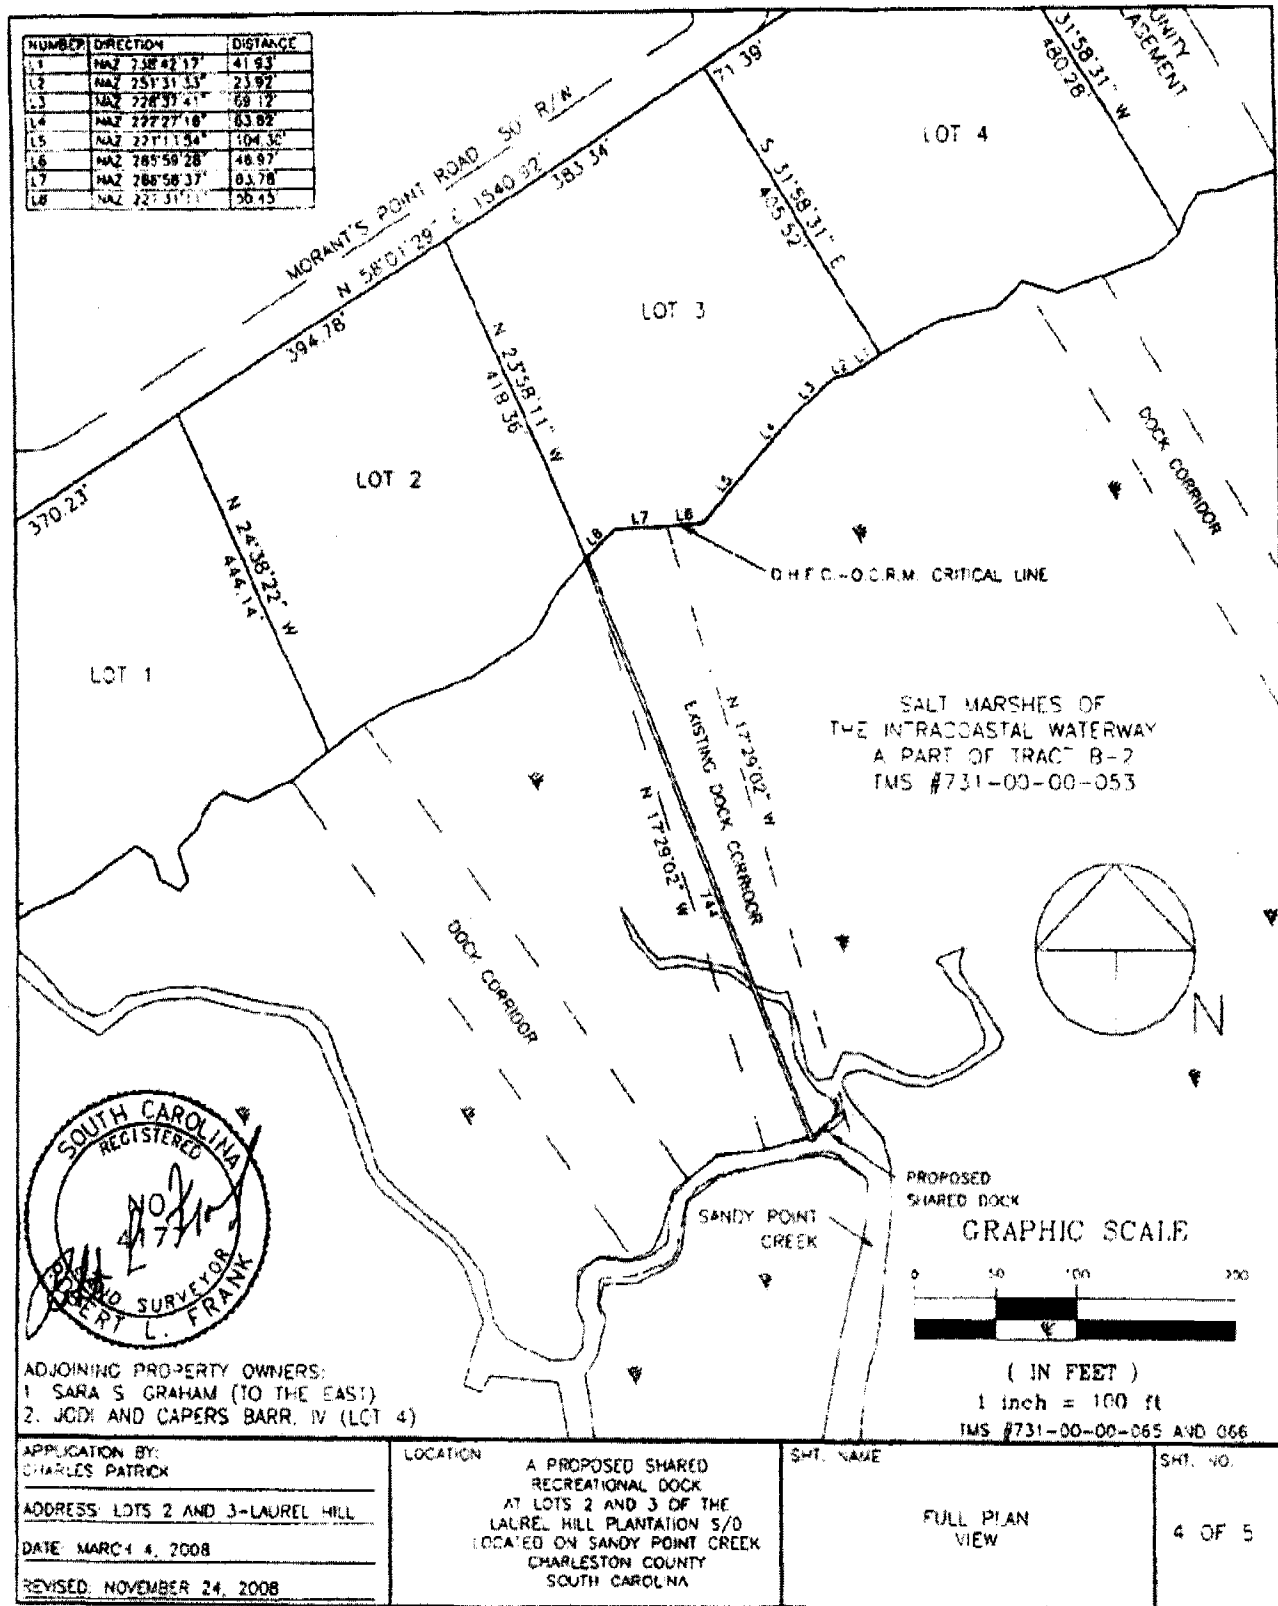 NUMBER DIRECTION DISTANCE
L1 NAZ 238°42'17" 41.93'
L2 NAZ 251°31'33" 23.92'
L3 NAZ 228°37'41" 69.12'
L4 NAZ 222°27'18" 63.82'
L5 NAZ 221°13'54" 104.30'
L6 NAZ 265°59'28" 46.97'
L7 NAZ 266°56'37" 83.78'
L8 NAZ 50.45'
MORANT'S POINT ROAD 50' R/W
N 58°01'29" E 1540.92'
71.39'
383.34'
394.78'
370.23'
31°58'31" W
480.28'
EASEMENT
LOT 4
S 31°58'31" E
405.52'
LOT 3
N 23°58'11" W
418.36'
LOT 2
N 24°38'22" W
444.14'
LOT 1
L1
L2
L3
L4
L5
L6
L7
L8
D.H.E.C.-O.C.R.M. CRITICAL LINE
DOCK CORRIDOR
SALT MARSHES OF
THE INTRACOASTAL WATERWAY
A PART OF TRACT B-2
TMS #731-00-00-053
N 17°29'02" W
EXISTING DOCK CORRIDOR
N 17°29'02" W
744'
DOCK CORRIDOR
N
PROPOSED
SHARED DOCK
SANDY POINT
CREEK
GRAPHIC SCALE
0 50 100 200
( IN FEET )
1 inch = 100 ft
TMS #731-00-00-065 AND 066
SOUTH CAROLINA
REGISTERED
NO
LAND SURVEYOR
ROBERT L. FRANK
ADJOINING PROPERTY OWNERS:
1 SARA S GRAHAM (TO THE EAST)
2. JODI AND CAPERS BARR, IV (LOT 4)
APPLICATION BY:
CHARLES PATRICK
ADDRESS: LOTS 2 AND 3-LAUREL HILL
DATE: MARCH 4, 2008
REVISED: NOVEMBER 24, 2008
LOCATION
A PROPOSED SHARED
RECREATIONAL DOCK
AT LOTS 2 AND 3 OF THE
LAUREL HILL PLANTATION S/D
LOCATED ON SANDY POINT CREEK
CHARLESTON COUNTY
SOUTH CAROLINA
SHT. NAME
FULL PLAN
VIEW
SHT. NO.
4 OF 5